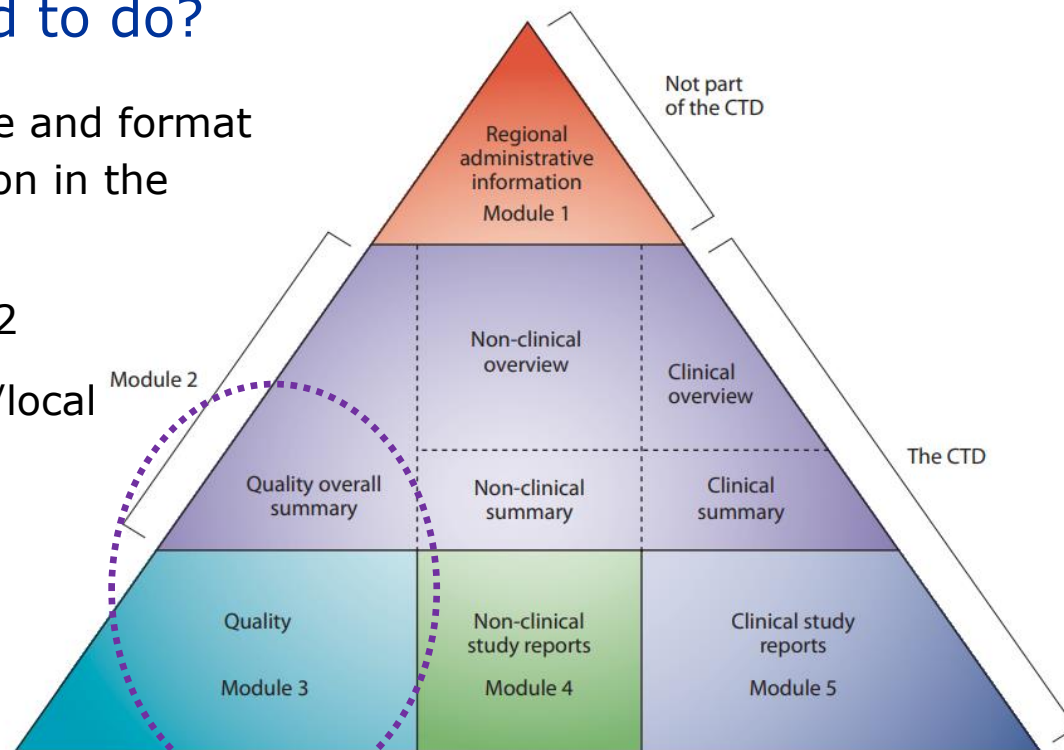 d to do?
e and format
on in the
2
/local
Not part
of the CTD
Regional
administrative
information
Module 1
Module 2
Non-clinical
overview
Clinical
overview
The CTD
Quality overall
summary
Non-clinical
summary
Clinical
summary
Quality
Module 3
Non-clinical
study reports
Module 4
Clinical study
reports
Module 5